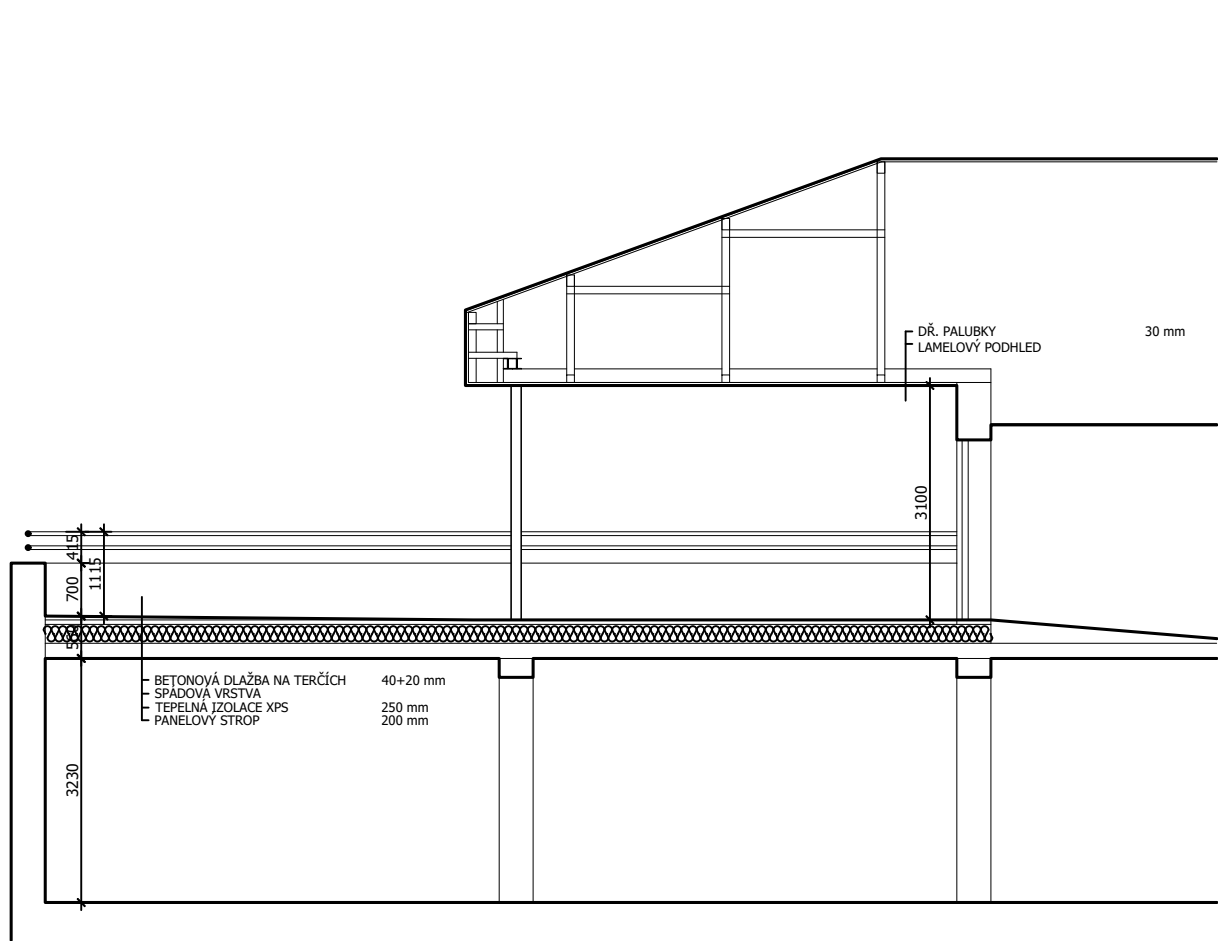 DŘ. PALUBKY 30 mm
LAMELOVÝ PODHLED
3100
415
1115
700
BETONOVÁ DLAŽBA NA TERČÍCH 40+20 mm
SPÁDOVÁ VRSTVA
TEPELNÁ IZOLACE XPS 250 mm
PANELOVÝ STROP 200 mm
3230